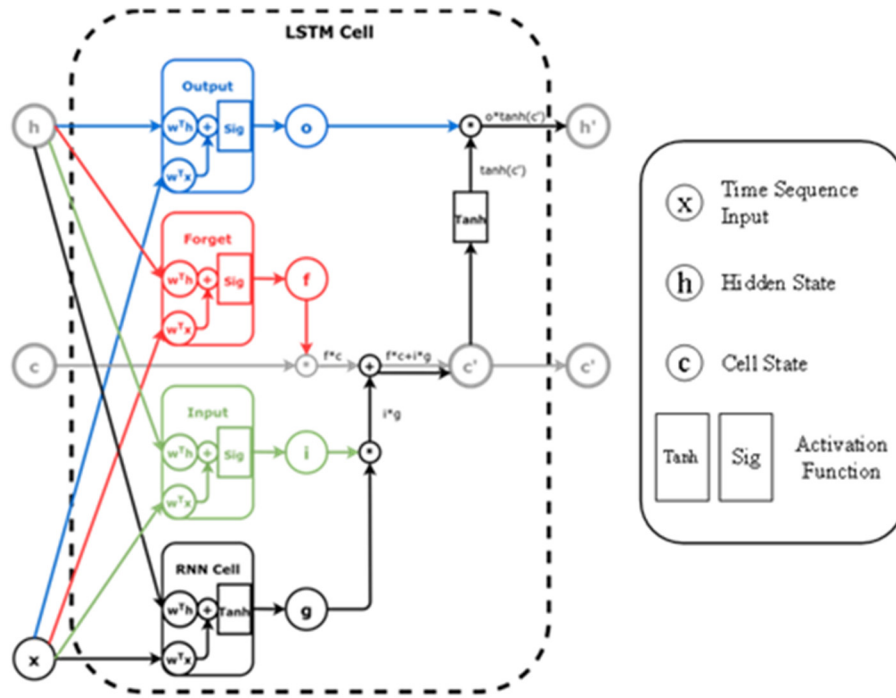 LSTM Cell
Output
h
wᵀh
+
Sig
o
*
o*tanh(c')
h'
wᵀx
tanh(c')
Tanh
Forget
wᵀh
+
Sig
f
wᵀx
c
*
f*c
+
f*c+i*g
c'
c'
Input
i*g
wᵀh
+
Sig
i
*
wᵀx
RNN Cell
wᵀh
+
Tanh
g
x
wᵀx
x
Time Sequence
Input
h
Hidden State
c
Cell State
Tanh
Sig
Activation
Function